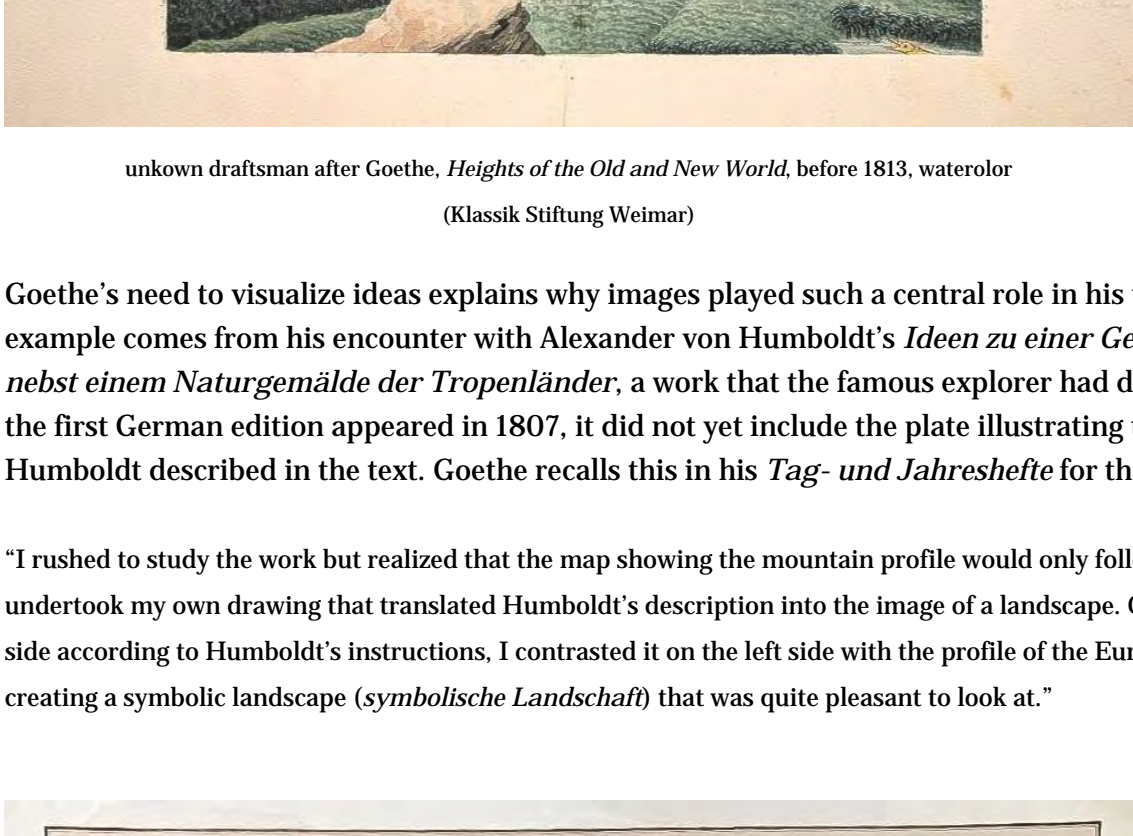 unkown draftsman after Goethe, Heights of the Old and New World, before 1813, waterolor
(Klassik Stiftung Weimar)
Goethe’s need to visualize ideas explains why images played such a central role in his
example comes from his encounter with Alexander von Humboldt’s Ideen zu einer Ge
nebst einem Naturgemälde der Tropenländer, a work that the famous explorer had d
the first German edition appeared in 1807, it did not yet include the plate illustrating
Humboldt described in the text. Goethe recalls this in his Tag- und Jahreshefte for th
“I rushed to study the work but realized that the map showing the mountain profile would only foll
undertook my own drawing that translated Humboldt’s description into the image of a landscape.
side according to Humboldt’s instructions, I contrasted it on the left side with the profile of the Eur
creating a symbolic landscape (symbolische Landschaft) that was quite pleasant to look at.”